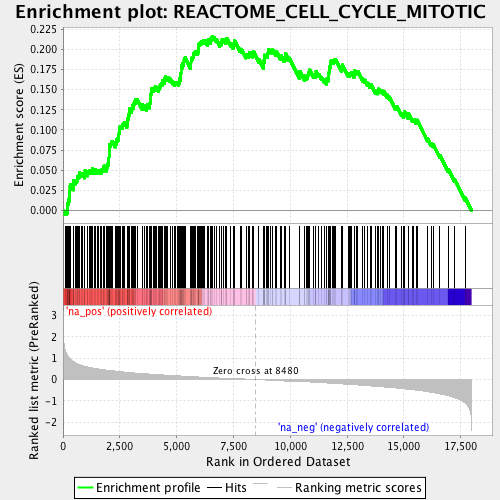 Enrichment plot: REACTOME_CELL_CYCLE_MITOTIC
Enrichment score (ES)
0.225
0.200
0.175
0.150
0.125
0.100
0.075
0.050
0.025
0.000
'na_pos' (positively correlated)
Ranked list metric (PreRanked)
3
2
1
0
-1
-2
Zero cross at 8480
'na_neg' (negatively correlated)
0
2,500
5,000
7,500
10,000
12,500
15,000
17,500
Rank in Ordered Dataset
Enrichment profile
Hits
Ranking metric scores